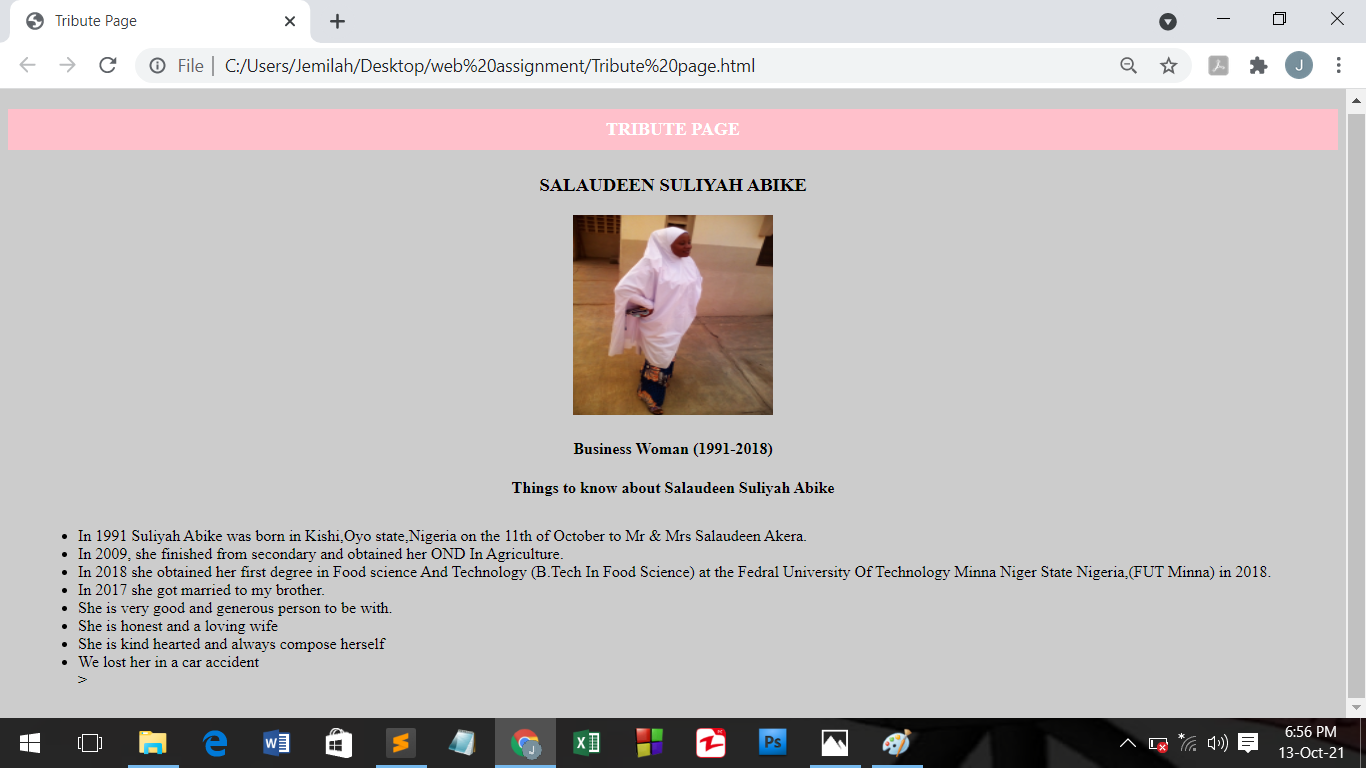 Tribute Page
File
C:/Users/Jemilah/Desktop/web%20assignment/Tribute%20page.html
J
TRIBUTE PAGE
SALAUDEEN SULIYAH ABIKE
Business Woman (1991-2018)
Things to know about Salaudeen Suliyah Abike
• In 1991 Suliyah Abike was born in Kishi,Oyo state,Nigeria on the 11th of October to Mr & Mrs Salaudeen Akera.
• In 2009, she finished from secondary and obtained her OND In Agriculture.
• In 2018 she obtained her first degree in Food science And Technology (B.Tech In Food Science) at the Fedral University Of Technology Minna Niger State Nigeria,(FUT Minna) in 2018.
• In 2017 she got married to my brother.
• She is very good and generous person to be with.
• She is honest and a loving wife
• She is kind hearted and always compose herself
• We lost her in a car accident
>
J
Ps
6:56 PM
13-Oct-21